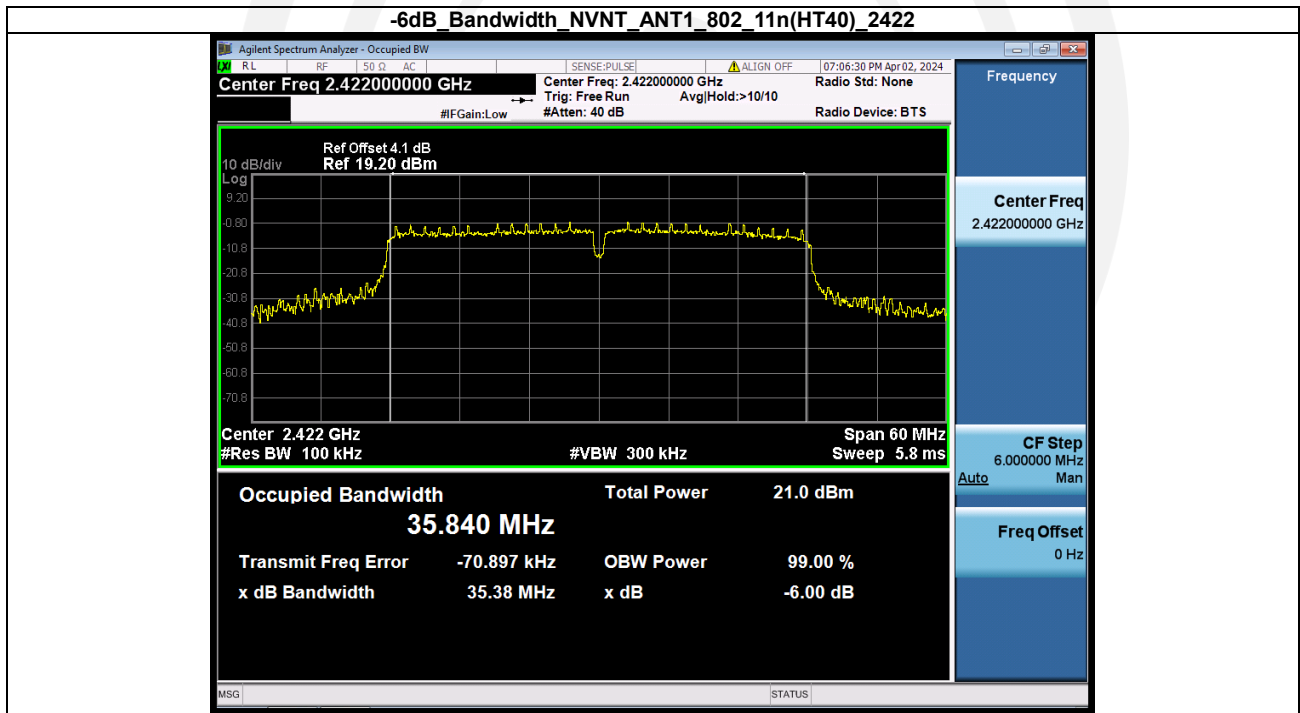 -6dB_Bandwidth_NVNT_ANT1_802_11n(HT40)_2422
Agilent Spectrum Analyzer - Occupied BW
LXI RL RF 50 Ω AC SENSE:PULSE ALIGN OFF 07:06:30 PM Apr 02, 2024
Center Freq 2.422000000 GHz
Center Freq: 2.422000000 GHz
Radio Std: None
Trig: Free Run Avg|Hold:>10/10
#IFGain:Low #Atten: 40 dB Radio Device: BTS
Ref Offset 4.1 dB
10 dB/div Ref 19.20 dBm
Log
9.20
-0.80
-10.8
-20.8
-30.8
-40.8
-50.8
-60.8
-70.8
Center 2.422 GHz Span 60 MHz
#Res BW 100 kHz #VBW 300 kHz Sweep 5.8 ms
Occupied Bandwidth Total Power 21.0 dBm
35.840 MHz
Transmit Freq Error -70.897 kHz OBW Power 99.00 %
x dB Bandwidth 35.38 MHz x dB -6.00 dB
MSG STATUS
Frequency
Center Freq
2.422000000 GHz
CF Step
6.000000 MHz
Auto Man
Freq Offset
0 Hz